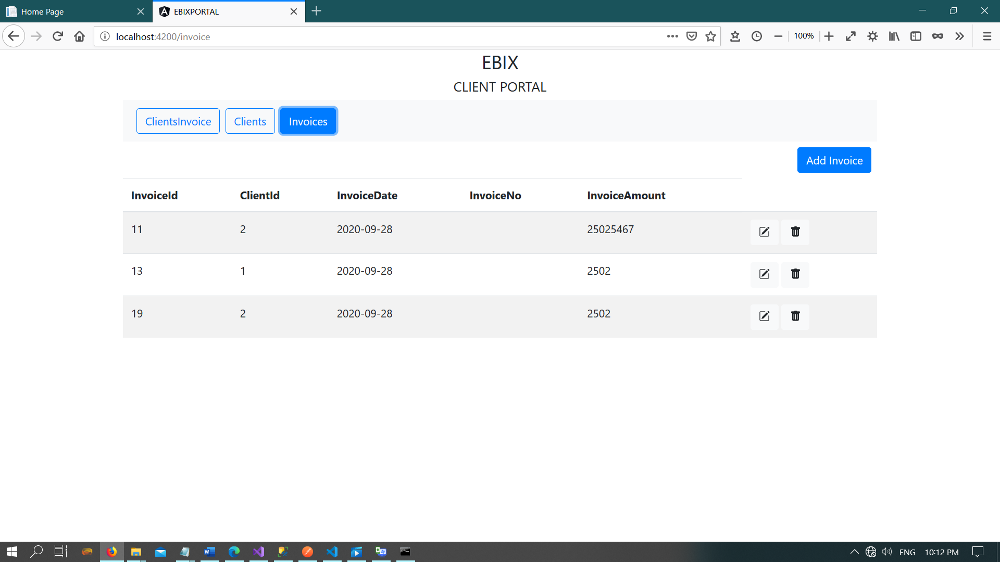 Home Page
EBIXPORTAL
localhost:4200/invoice
100%
EBIX
CLIENT PORTAL
ClientsInvoice Clients Invoices
Add Invoice
InvoiceId ClientId InvoiceDate InvoiceNo InvoiceAmount
11 2 2020-09-28 25025467
13 1 2020-09-28 2502
19 2 2020-09-28 2502
ENG 10:12 PM